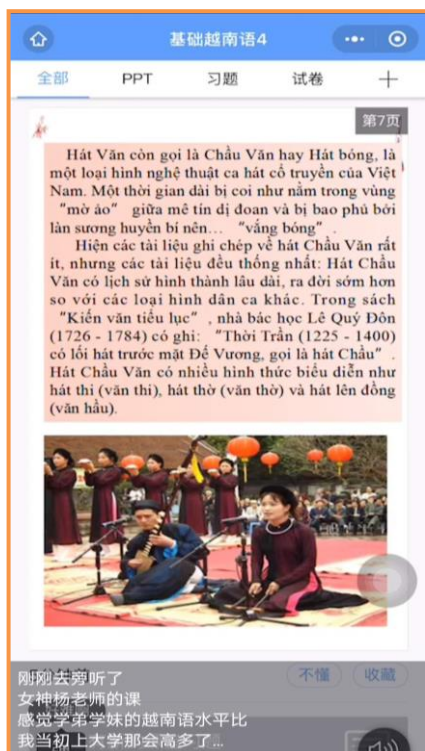 基础越南语4
全部 PPT 习题 试卷
第7页
Hát Văn còn gọi là Chầu Văn hay Hát bóng, là
một loại hình nghệ thuật ca hát cổ truyền của Việt
Nam. Một thời gian dài bị coi như nằm trong vùng
"mờ ảo" giữa mê tín dị đoan và bị bao phủ bởi
làn sương huyền bí nên... "vắng bóng".
Hiện các tài liệu ghi chép về hát Chầu Văn rất
ít, nhưng các tài liệu đều thống nhất: Hát Chầu
Văn có lịch sử hình thành lâu dài, ra đời sớm hơn
so với các loại hình dân ca khác. Trong sách
"Kiến văn tiểu lục", nhà bác học Lê Quý Đôn
(1726 - 1784) có ghi: "Thời Trần (1225 - 1400)
có lối hát trước mặt Đế Vương, gọi là hát Chầu".
Hát Chầu Văn có nhiều hình thức biểu diễn như
hát thi (văn thi), hát thờ (văn thờ) và hát lên đồng
(văn hầu).
不懂 收藏
刚刚去旁听了
女神杨老师的课
感觉学弟学妹的越南语水平比
我当初上大学那会高多了...